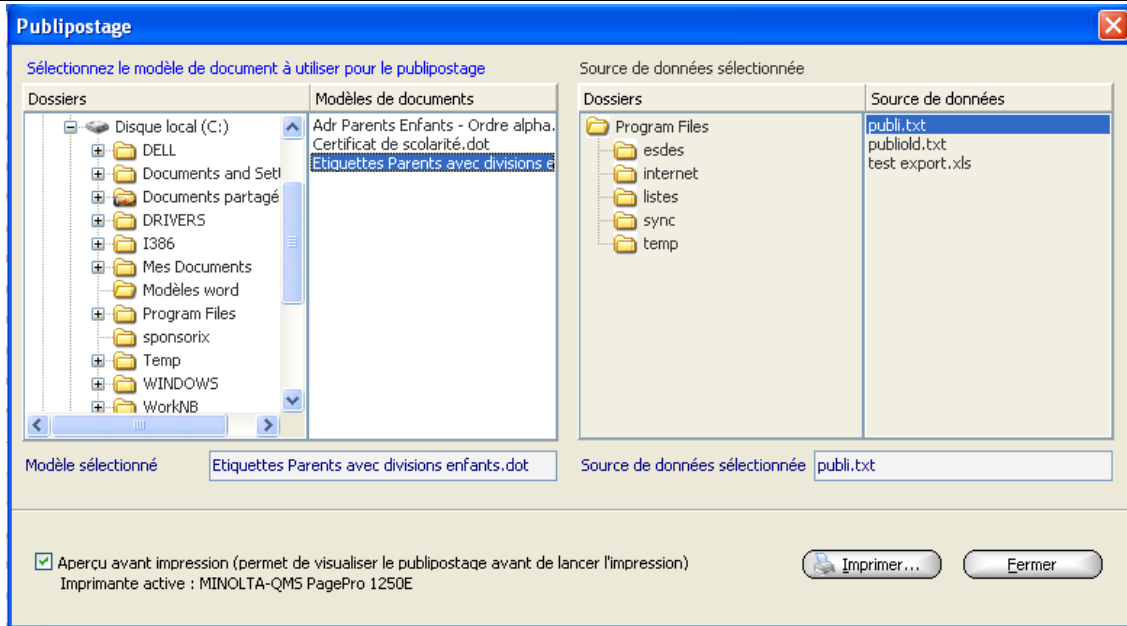 Publipostage
Sélectionnez le modèle de document à utiliser pour le publipostage
Source de données sélectionnée
Dossiers
Modèles de documents
Dossiers
Source de données
Disque local (C:)
DELL
Documents and Set
Documents partagé
DRIVERS
I386
Mes Documents
Modèles word
Program Files
sponsorix
Temp
WINDOWS
WorkNB
Adr Parents Enfants - Ordre alpha.
Certificat de scolarité.dot
Etiquettes Parents avec divisions e
Program Files
esdes
internet
listes
sync
temp
publi.txt
publiold.txt
test export.xls
Modèle sélectionné
Etiquettes Parents avec divisions enfants.dot
Source de données sélectionnée
publi.txt
Aperçu avant impression (permet de visualiser le publipostage avant de lancer l'impression)
Imprimante active : MINOLTA-QMS PagePro 1250E
Imprimer...
Fermer